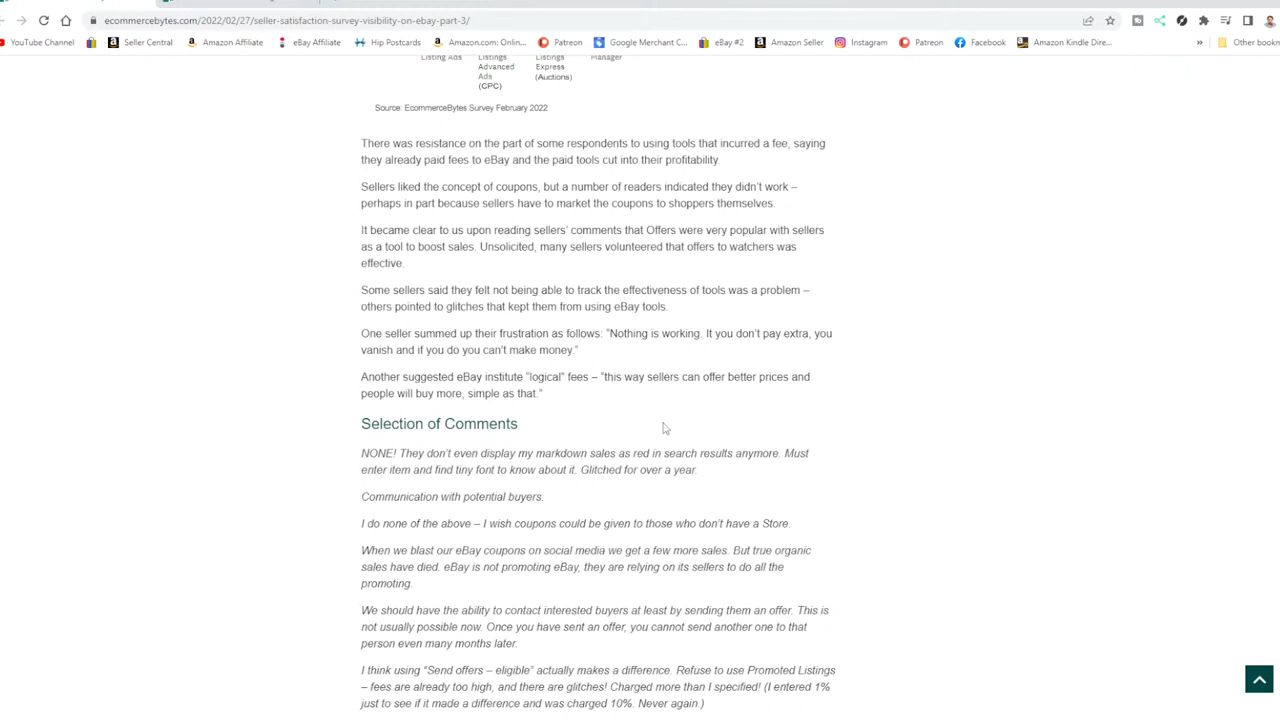 ecommercebytes.com/2022/02/27/seller-satisfaction-survey-visibility-on-ebay-part-3/
YouTube Channel Seller Central Amazon Affiliate eBay Affiliate Hip Postcards Amazon.com: Onlin... Patreon Google Merchant C... eBay #2 Amazon Seller Instagram Patreon Facebook Amazon Kindle Dire... » Other bookm
Listing Ads Listings Listings Manager
Advanced Express
Ads (Auctions)
(CPC)
Source: EcommerceBytes Survey February 2022
There was resistance on the part of some respondents to using tools that incurred a fee, saying
they already paid fees to eBay and the paid tools cut into their profitability.
Sellers liked the concept of coupons, but a number of readers indicated they didn't work –
perhaps in part because sellers have to market the coupons to shoppers themselves.
It became clear to us upon reading sellers' comments that Offers were very popular with sellers
as a tool to boost sales. Unsolicited, many sellers volunteered that offers to watchers was
effective.
Some sellers said they felt not being able to track the effectiveness of tools was a problem –
others pointed to glitches that kept them from using eBay tools.
One seller summed up their frustration as follows: "Nothing is working. It you don't pay extra, you
vanish and if you do you can't make money."
Another suggested eBay institute "logical" fees – "this way sellers can offer better prices and
people will buy more, simple as that."
Selection of Comments
NONE! They don't even display my markdown sales as red in search results anymore. Must
enter item and find tiny font to know about it. Glitched for over a year.
Communication with potential buyers.
I do none of the above – I wish coupons could be given to those who don't have a Store.
When we blast our eBay coupons on social media we get a few more sales. But true organic
sales have died. eBay is not promoting eBay, they are relying on its sellers to do all the
promoting.
We should have the ability to contact interested buyers at least by sending them an offer. This is
not usually possible now. Once you have sent an offer, you cannot send another one to that
person even many months later.
I think using "Send offers – eligible" actually makes a difference. Refuse to use Promoted Listings
– fees are already too high, and there are glitches! Charged more than I specified! (I entered 1%
just to see if it made a difference and was charged 10%. Never again.)